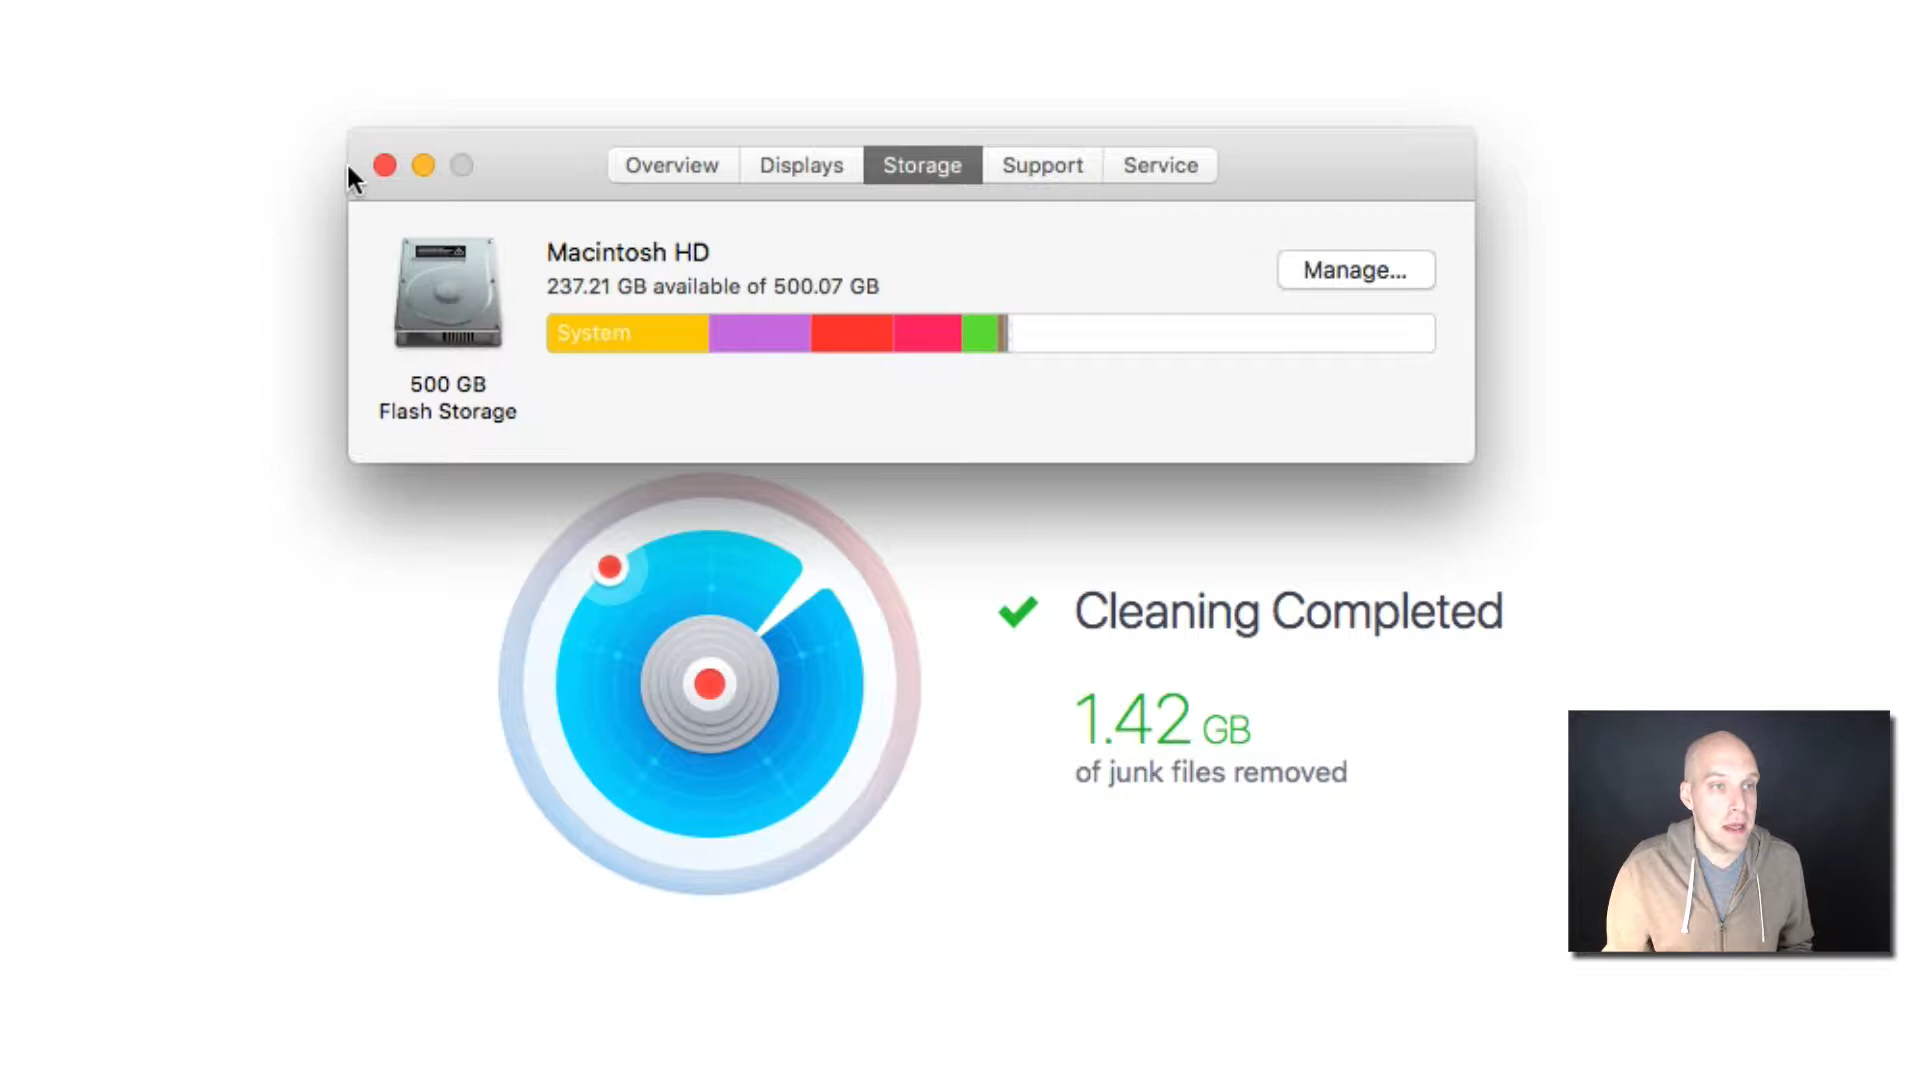 Overview Displays Storage Support Service
Macintosh HD
237.21 GB available of 500.07 GB
Manage...
System
500 GB
Flash Storage
Cleaning Completed
1.42 GB
of junk files removed